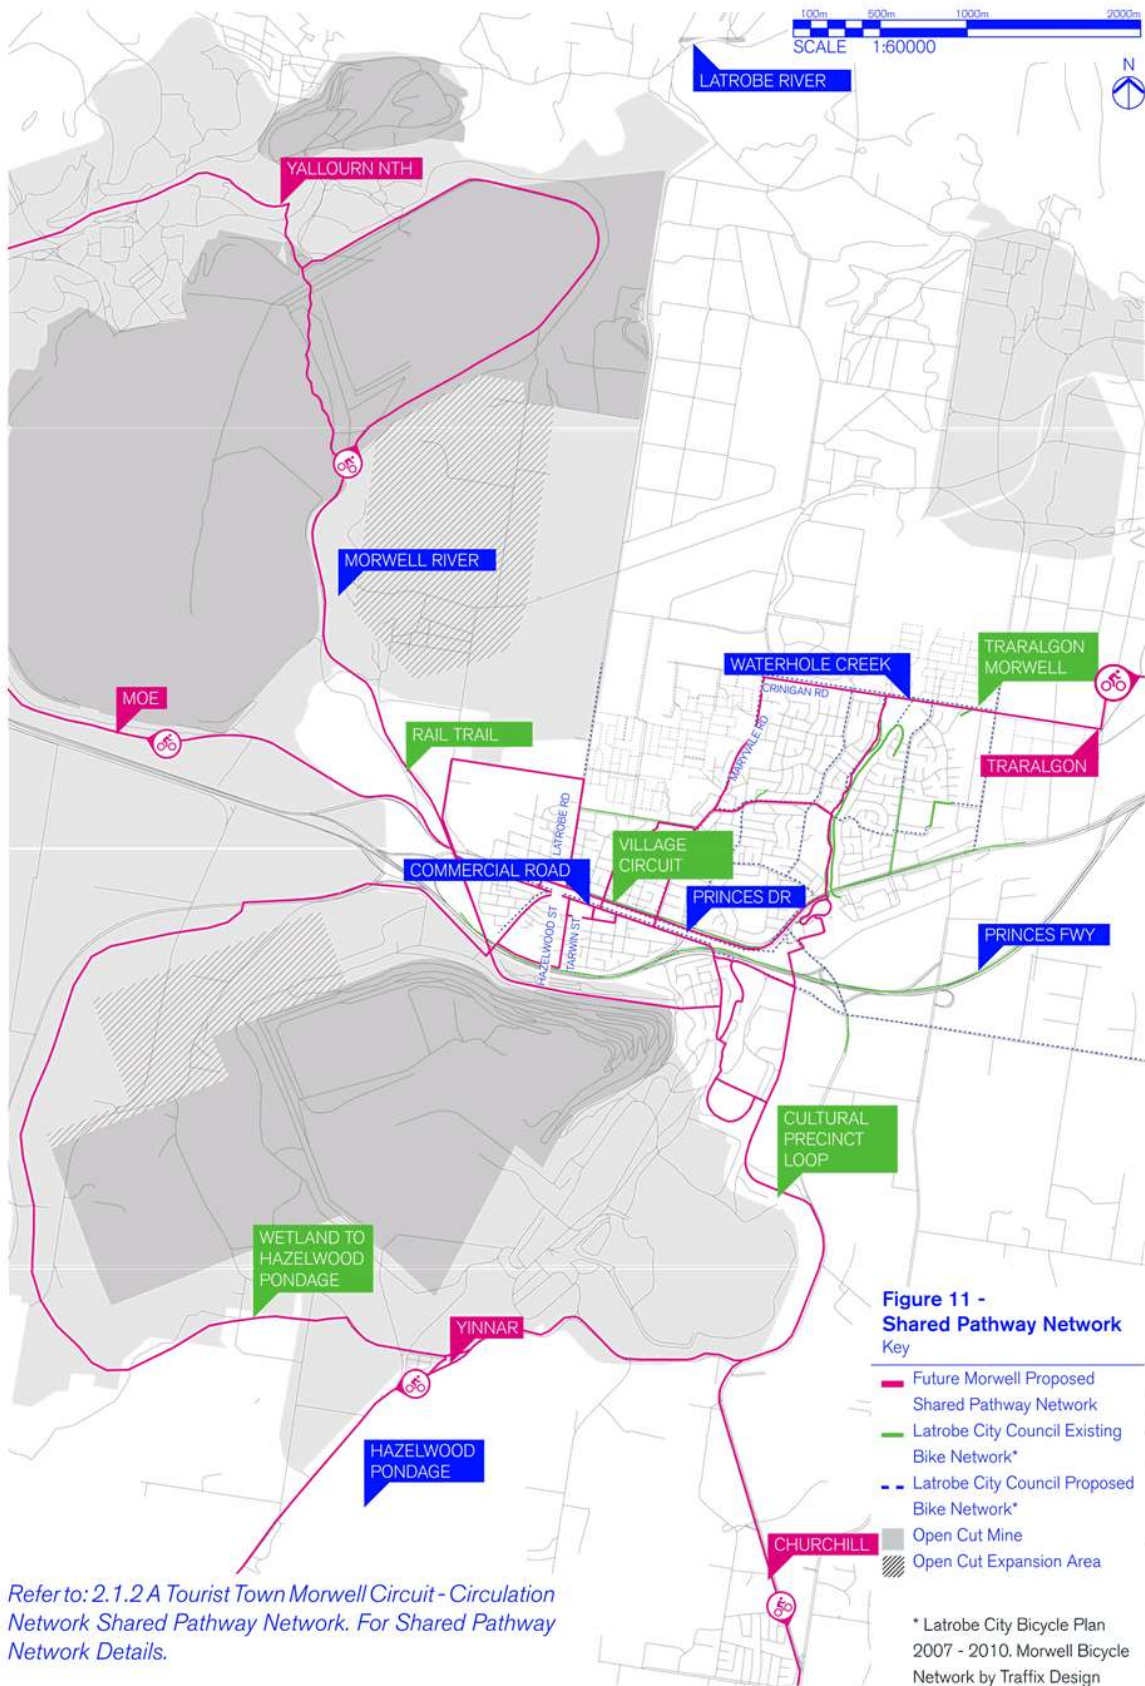 100m 500m 1000m 2000m
SCALE 1:60000
N
LATROBE RIVER
YALLOURN NTH
MORWELL RIVER
TRARALGON
MORWELL
WATERHOLE CREEK
CRINIGAN RD
MOE
MARYVALE RD
RAIL TRAIL
TRARALGON
LATROBE RD
VILLAGE
CIRCUIT
COMMERCIAL ROAD
PRINCES DR
HAZELWOOD ST
TARWIN ST
PRINCES FWY
CULTURAL
PRECINCT
LOOP
WETLAND TO
HAZELWOOD
PONDAGE
YINNAR
HAZELWOOD
PONDAGE
CHURCHILL
Figure 11 -
Shared Pathway Network
Key
Future Morwell Proposed
Shared Pathway Network
Latrobe City Council Existing
Bike Network*
Latrobe City Council Proposed
Bike Network*
Open Cut Mine
Open Cut Expansion Area
* Latrobe City Bicycle Plan
2007 - 2010. Morwell Bicycle
Network by Traffix Design
Refer to: 2.1.2 A Tourist Town Morwell Circuit - Circulation
Network Shared Pathway Network. For Shared Pathway
Network Details.